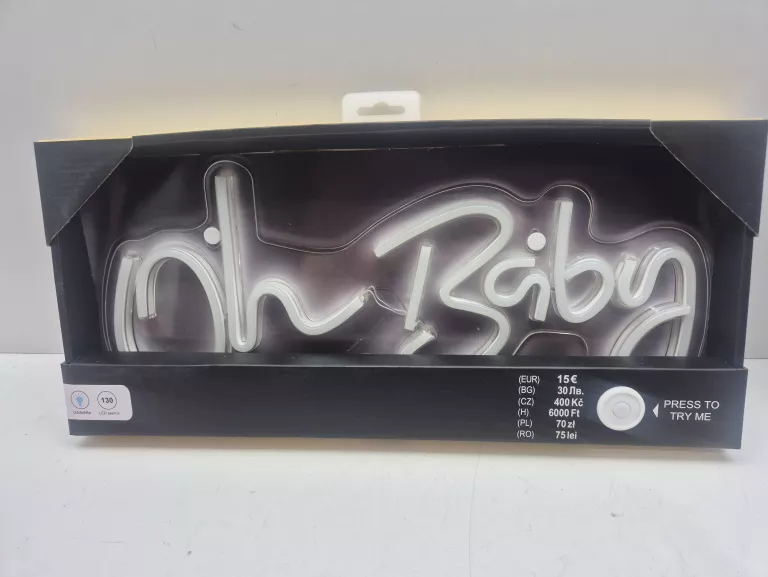 oh Baby
130
(EUR) 15€
(BG) 30 Лв.
(CZ) 400 Kč
(H) 6000 Ft
(PL) 70 zł
(RO) 75 lei
PRESS TO
TRY ME